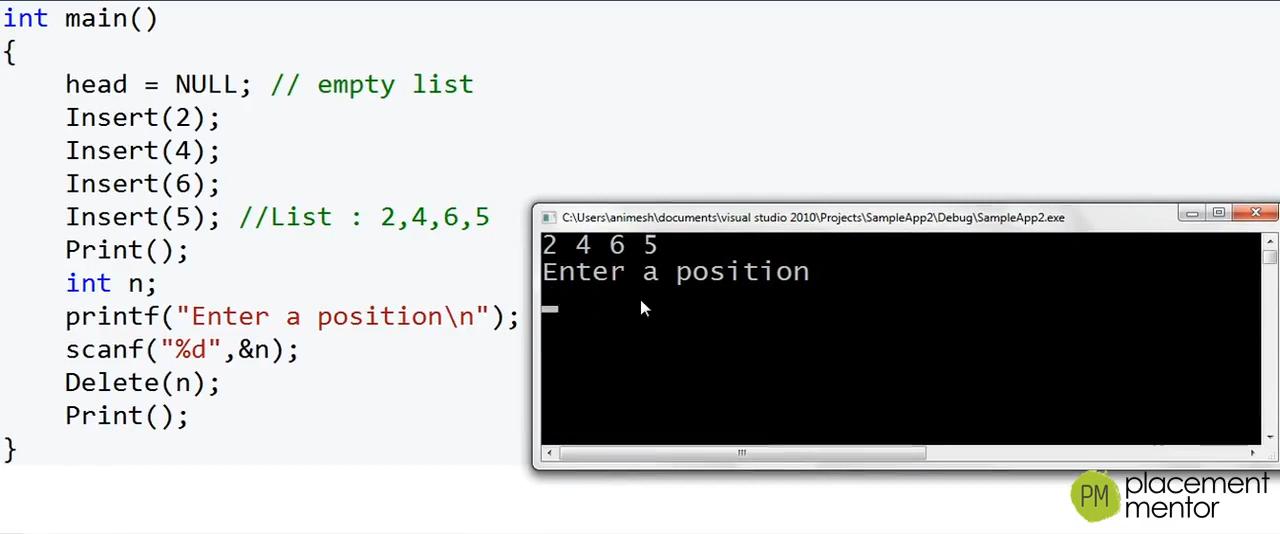 int main()
{
head = NULL; // empty list
Insert(2);
Insert(4);
Insert(6);
Insert(5); //List : 2,4,6,5
Print();
int n;
printf("Enter a position\n");
scanf("%d",&n);
Delete(n);
Print();
}
C:\Users\animesh\documents\visual studio 2010\Projects\SampleApp2\Debug\SampleApp2.exe
2 4 6 5
Enter a position
PM
placement
mentor